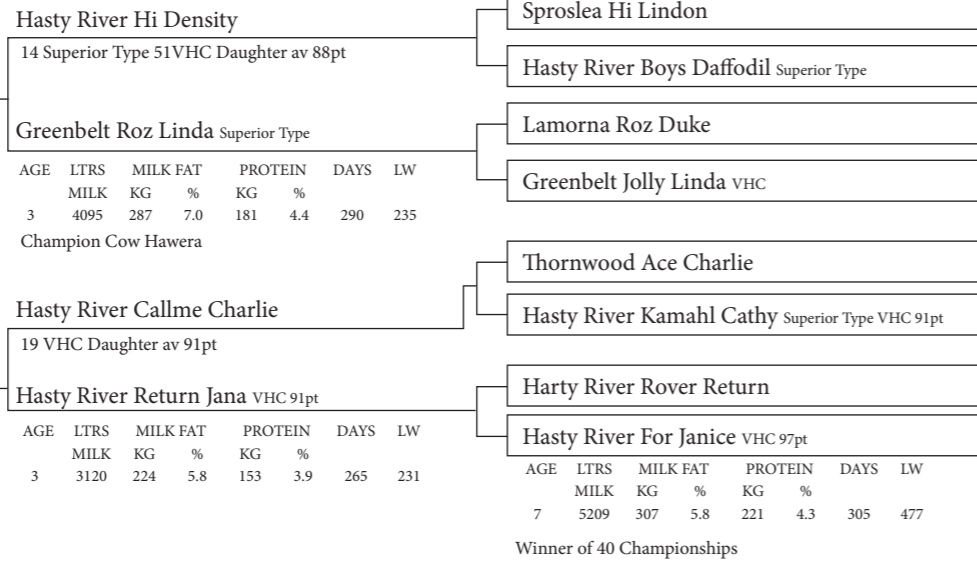 Hasty River Hi Density
14 Superior Type 51VHC Daughter av 88pt
Greenbelt Roz Linda Superior Type
AGE LTRS MILK FAT PROTEIN DAYS LW
MILK KG % KG %
3 4095 287 7.0 181 4.4 290 235
Champion Cow Hawera
Hasty River Callme Charlie
19 VHC Daughter av 91pt
Hasty River Return Jana VHC 91pt
AGE LTRS MILK FAT PROTEIN DAYS LW
MILK KG % KG %
3 3120 224 5.8 153 3.9 265 231
Sproslea Hi Lindon
Hasty River Boys Daffodil Superior Type
Lamorna Roz Duke
Greenbelt Jolly Linda VHC
Thornwood Ace Charlie
Hasty River Kamahl Cathy Superior Type VHC 91pt
Harty River Rover Return
Hasty River For Janice VHC 97pt
AGE LTRS MILK FAT PROTEIN DAYS LW
MILK KG % KG %
7 5209 307 5.8 221 4.3 305 477
Winner of 40 Championships